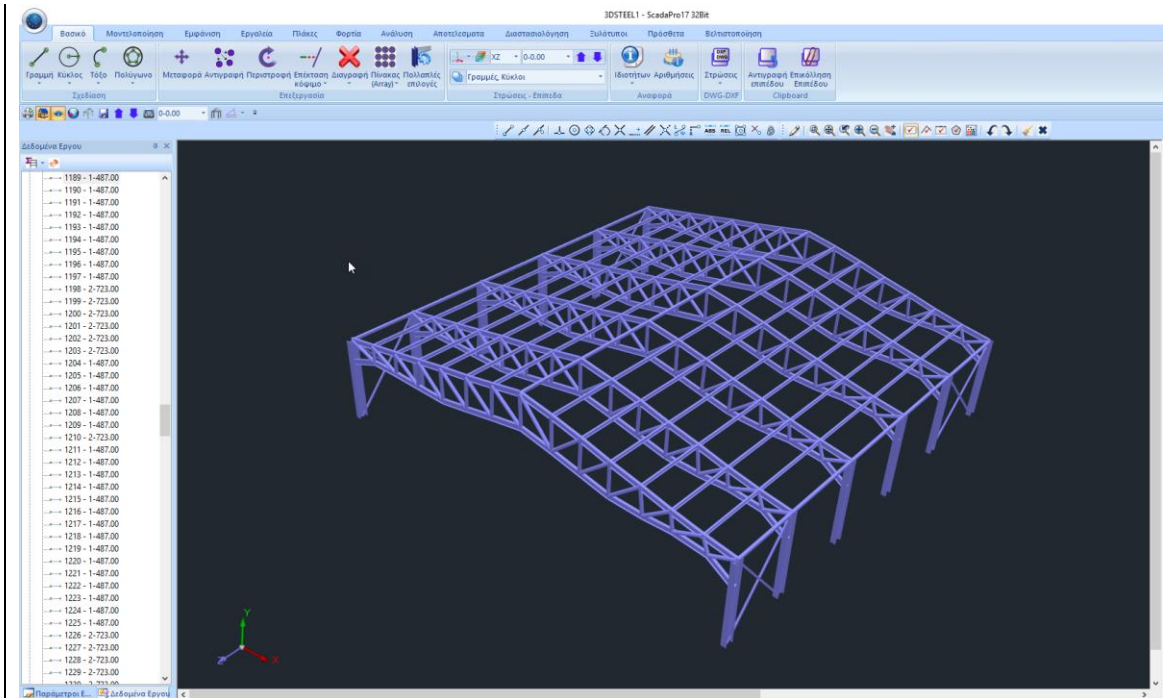 3DSTEEL1 - ScadaPro17 32Bit
Βασικό Μοντελοποίηση Εμφάνιση Εργαλεία Πλάκες Φορτία Ανάλυση Αποτελεσματα Διαστασιολόγηση Ξυλότυποι Πρόσθετα Βελτιστοποίηση
XZ 0-0.00
Γραμμές, Κύκλοι
Γραμμή Κύκλος Τόξο Πολύγωνο Μεταφορά Αντιγραφή Περιστροφή Επέκταση κόψιμο Διαγραφή Πίνακας (Array) Πολλαπλές επιλογές Ιδιοτήτων Αριθμήσεις Στρώσεις Αντιγραφή επιπέδου Επικόλληση Επιπέδου
Σχεδίαση Επεξεργασία Στρώσεις - Επίπεδα Αναφορά DWG-DXF Clipboard
0-0.00
ABS REL
Δεδομένα Εργου
1189 - 1-487.00
1190 - 1-487.00
1191 - 1-487.00
1192 - 1-487.00
1193 - 1-487.00
1194 - 1-487.00
1195 - 1-487.00
1196 - 1-487.00
1197 - 1-487.00
1198 - 2-723.00
1199 - 2-723.00
1200 - 2-723.00
1201 - 2-723.00
1202 - 2-723.00
1203 - 2-723.00
1204 - 1-487.00
1205 - 1-487.00
1206 - 1-487.00
1207 - 1-487.00
1208 - 1-487.00
1209 - 1-487.00
1210 - 2-723.00
1211 - 1-487.00
1212 - 1-487.00
1213 - 1-487.00
1214 - 1-487.00
1215 - 1-487.00
1216 - 1-487.00
1217 - 1-487.00
1218 - 1-487.00
1219 - 1-487.00
1220 - 1-487.00
1221 - 1-487.00
1222 - 1-487.00
1223 - 1-487.00
1224 - 1-487.00
1225 - 1-487.00
1226 - 2-723.00
1227 - 2-723.00
1228 - 2-723.00
1229 - 2-723.00
Y
Z
X
Παράμετροι Ε... Δεδομένα Εργου